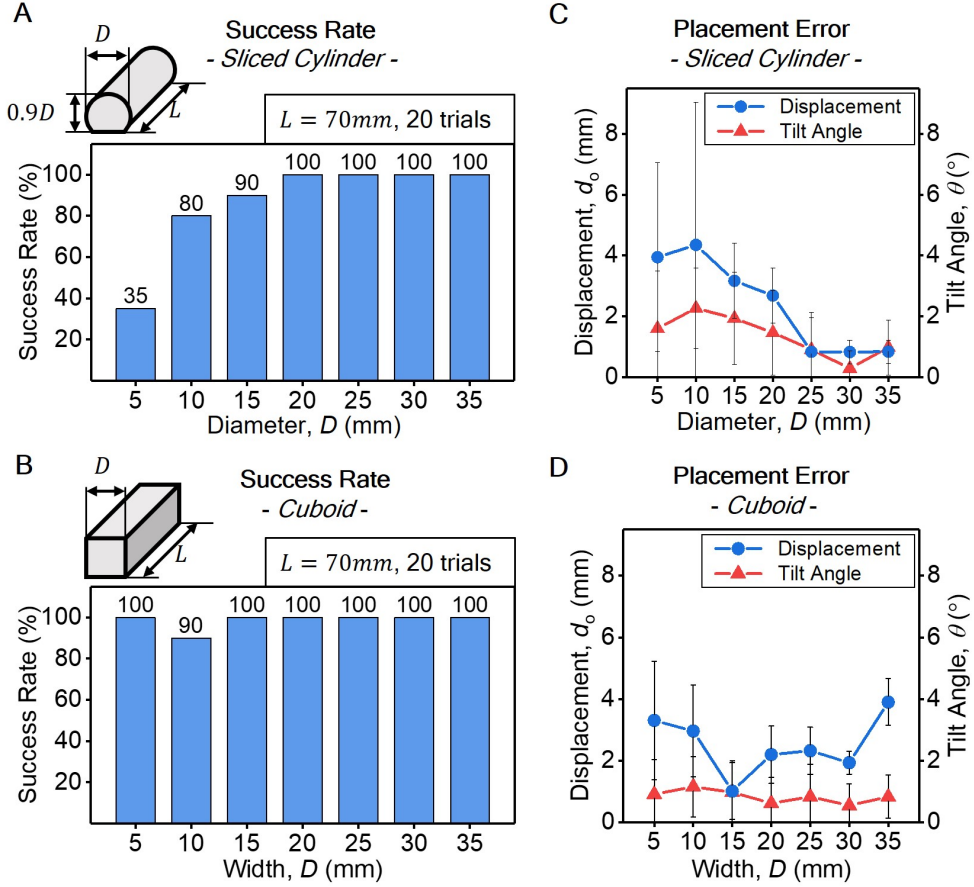 A
Success Rate
- Sliced Cylinder -
D
0.9D
L
L = 70mm, 20 trials
Success Rate (%)
100
80
60
40
20
35
80
90
100
100
100
100
5 10 15 20 25 30 35
Diameter, D (mm)
C
Placement Error
- Sliced Cylinder -
Displacement
Tilt Angle
Displacement, dₒ (mm)
8
6
4
2
0
Tilt Angle, θ (°)
8
6
4
2
0
5 10 15 20 25 30 35
Diameter, D (mm)
B
Success Rate
- Cuboid -
D
L
L = 70mm, 20 trials
Success Rate (%)
100
80
60
40
20
100
90
100
100
100
100
100
5 10 15 20 25 30 35
Width, D (mm)
D
Placement Error
- Cuboid -
Displacement
Tilt Angle
Displacement, dₒ (mm)
8
6
4
2
0
Tilt Angle, θ (°)
8
6
4
2
0
5 10 15 20 25 30 35
Width, D (mm)